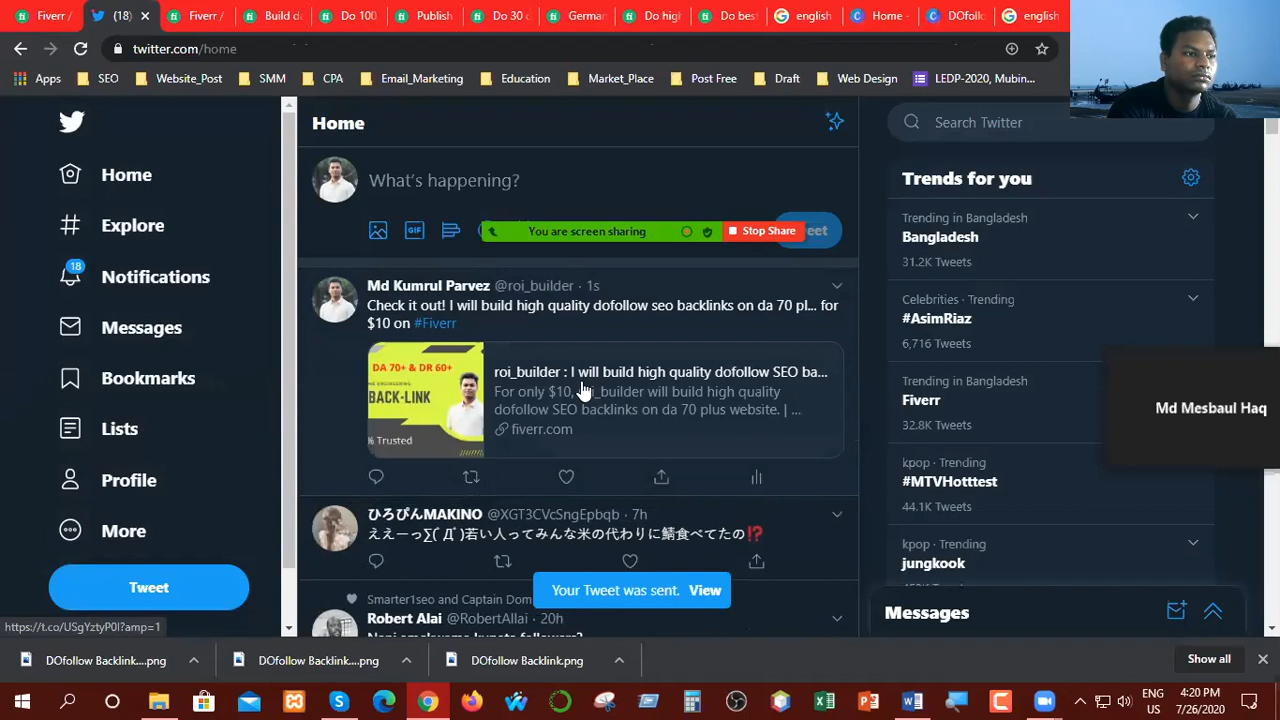 Fiverr /
(18)
Fiverr /
Build da
Do 100
Publish
Do 30 c
German
Do high
Do best
english
Home -
DOfollo
english
twitter.com/home
Apps
SEO
Website_Post
SMM
CPA
Email_Marketing
Education
Market_Place
Post Free
Draft
Web Design
LEDP-2020, Mubin...
Home
Explore
18
Notifications
Messages
Bookmarks
Lists
Profile
More
Tweet
https://t.co/USgYztyP0I?amp=1
Home
What's happening?
GIF
You are screen sharing
Stop Share
Md Kumrul Parvez @roi_builder · 1s
Check it out! I will build high quality dofollow seo backlinks on da 70 pl... for
$10 on #Fiverr
DA 70+ & DR 60+
BACK-LINK
% Trusted
roi_builder : I will build high quality dofollow SEO ba...
For only $10, roi_builder will build high quality
dofollow SEO backlinks on da 70 plus website. | ...
fiverr.com
ひろぴんMAKINO @XGT3CVcSngEpbqb · 7h
ええーっ∑(ﾟДﾟ)若い人ってみんな米の代わりに鯖食べてたの⁉️
Your Tweet was sent. View
Smarter1seo and Captain Dom
Robert Alai @RobertAllai · 20h
Search Twitter
Trends for you
Trending in Bangladesh
Bangladesh
31.2K Tweets
Celebrities · Trending
#AsimRiaz
6,716 Tweets
Trending in Bangladesh
Fiverr
32.8K Tweets
kpop · Trending
#MTVHotttest
44.1K Tweets
kpop · Trending
jungkook
Messages
Md Mesbaul Haq
DOfollow Backlink....png
DOfollow Backlink....png
DOfollow Backlink.png
Show all
ENG
US
4:20 PM
7/26/2020